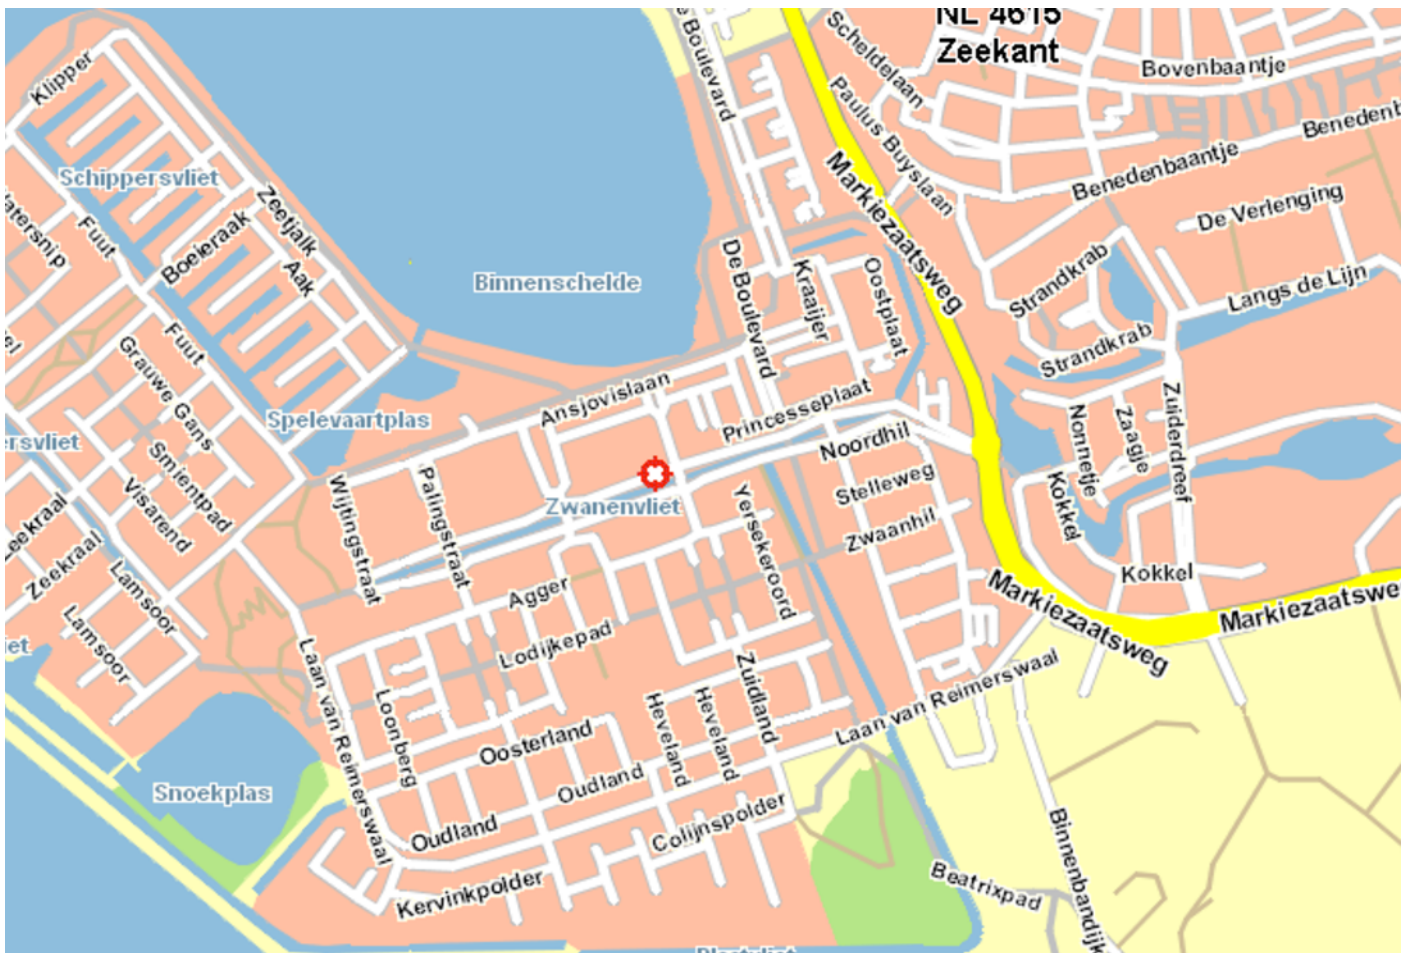 NL 4615
Zeekant
De Boulevard
Scheldelaan
Bovenbaantje
Klipper
Paulus Buyslaan
Benedenbaantje
Schippersvliet
Markiezaatsweg
De Verlenging
Zeetjalk
Fuut
Boeieraak
Aak
Binnenschelde
De Boulevard
Kraaijer
Oostplaat
Strandkrab
Langs de Lijn
Fuut
Grauwe Gans
Strandkrab
Ansjovislaan
Princesseplaat
Spelevaartplas
Noordhil
Nonnetje
Zaagje
Zuiderdreef
Smientpad
Visarend
Wijtingstraat
Palingstraat
Zwanenvliet
Yersekeroord
Stelleweg
Zwaanhil
Kokkel
Zeekraal
Lamsoor
Kokkel
Agger
Markiezaatsweg
Lamsoor
Lodijkepad
Laan van Reimerswaal
Loonberg
Zuidland
Heveland
Heveland
Laan van Reimerswaal
Oosterland
Oudland
Snoekplas
Oudland
Colijnspolder
Kervinkpolder
Beatrixpad
Binnenbandijk